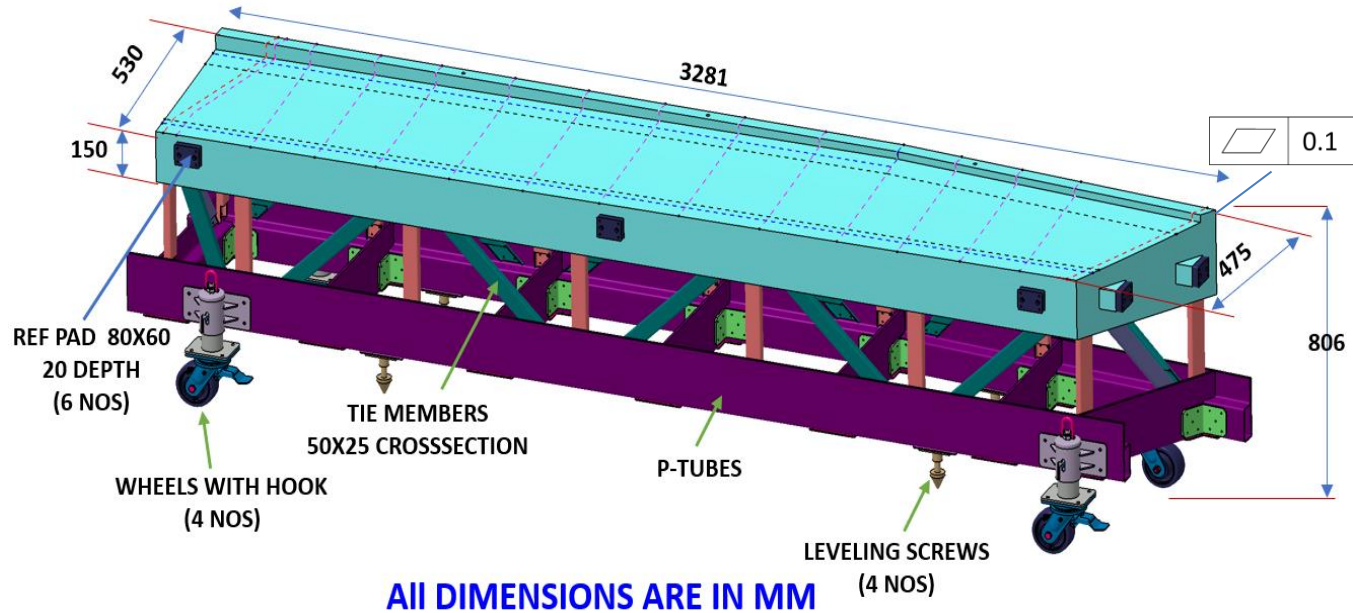 530
3281
150
0.1
475
806
REF PAD 80X60
20 DEPTH
(6 NOS)
TIE MEMBERS
50X25 CROSSSECTION
P-TUBES
WHEELS WITH HOOK
(4 NOS)
LEVELING SCREWS
(4 NOS)
All DIMENSIONS ARE IN MM